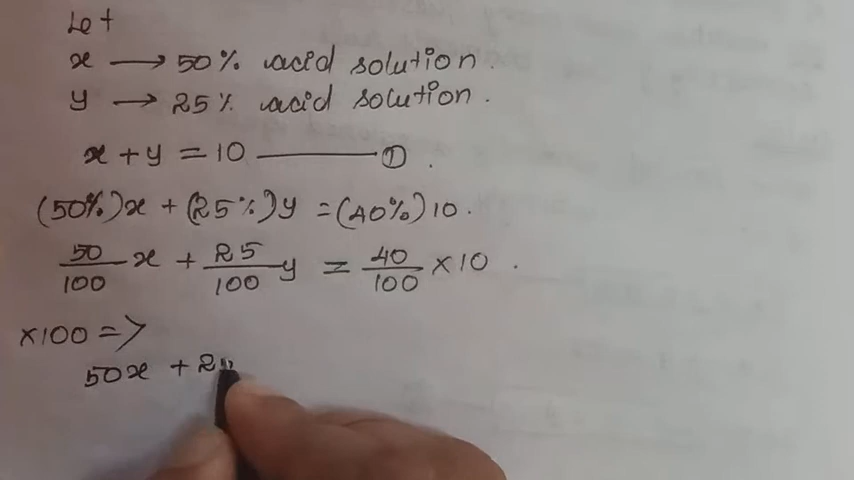 Let
x → 50% acid solution.
y → 25% acid solution.
x + y = 10 ——— ① .
(50%)x + (25%)y = (40%)10.
50/100 x + 25/100 y = 40/100 × 10 .
×100 =>
50x + 2